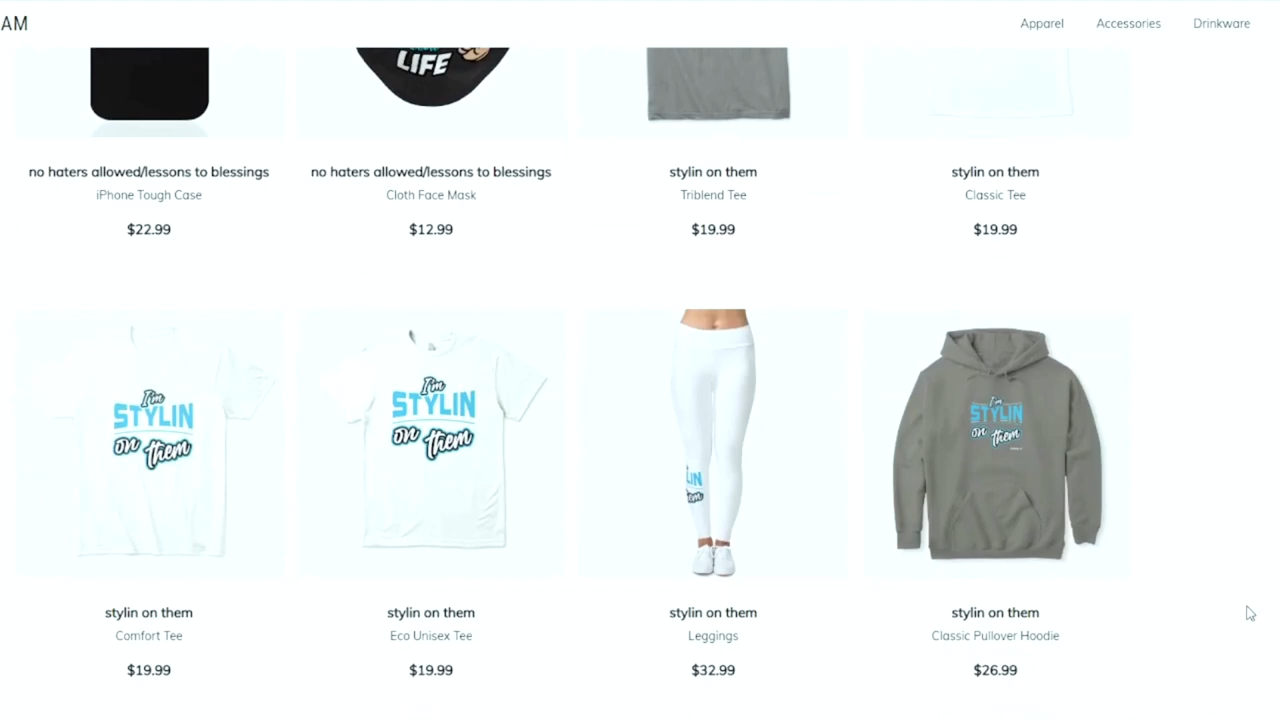 AM
Apparel
Accessories
Drinkware
LIFE
no haters allowed/lessons to blessings
iPhone Tough Case
$22.99
no haters allowed/lessons to blessings
Cloth Face Mask
$12.99
stylin on them
Triblend Tee
$19.99
stylin on them
Classic Tee
$19.99
I'm
STYLIN
on them
I'm
STYLIN
on them
LIN
em
I'm
STYLIN
on them
stylin on them
Comfort Tee
$19.99
stylin on them
Eco Unisex Tee
$19.99
stylin on them
Leggings
$32.99
stylin on them
Classic Pullover Hoodie
$26.99